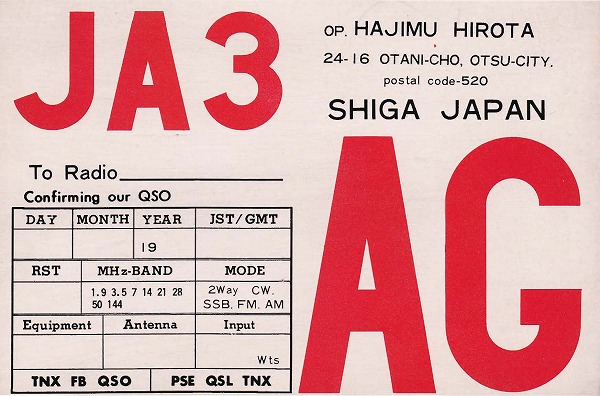 JA3
OP. HAJIMU HIROTA
24-16 OTANI-CHO, OTSU-CITY.
postal code-520
SHIGA JAPAN
AG
To Radio
Confirming our QSO
DAY MONTH YEAR JST/GMT
19
RST MHz-BAND MODE
1.9 3.5 7 14 21 28
50 144
2Way CW.
SSB. FM. AM
Equipment Antenna Input
Wts
TNX FB QSO PSE QSL TNX